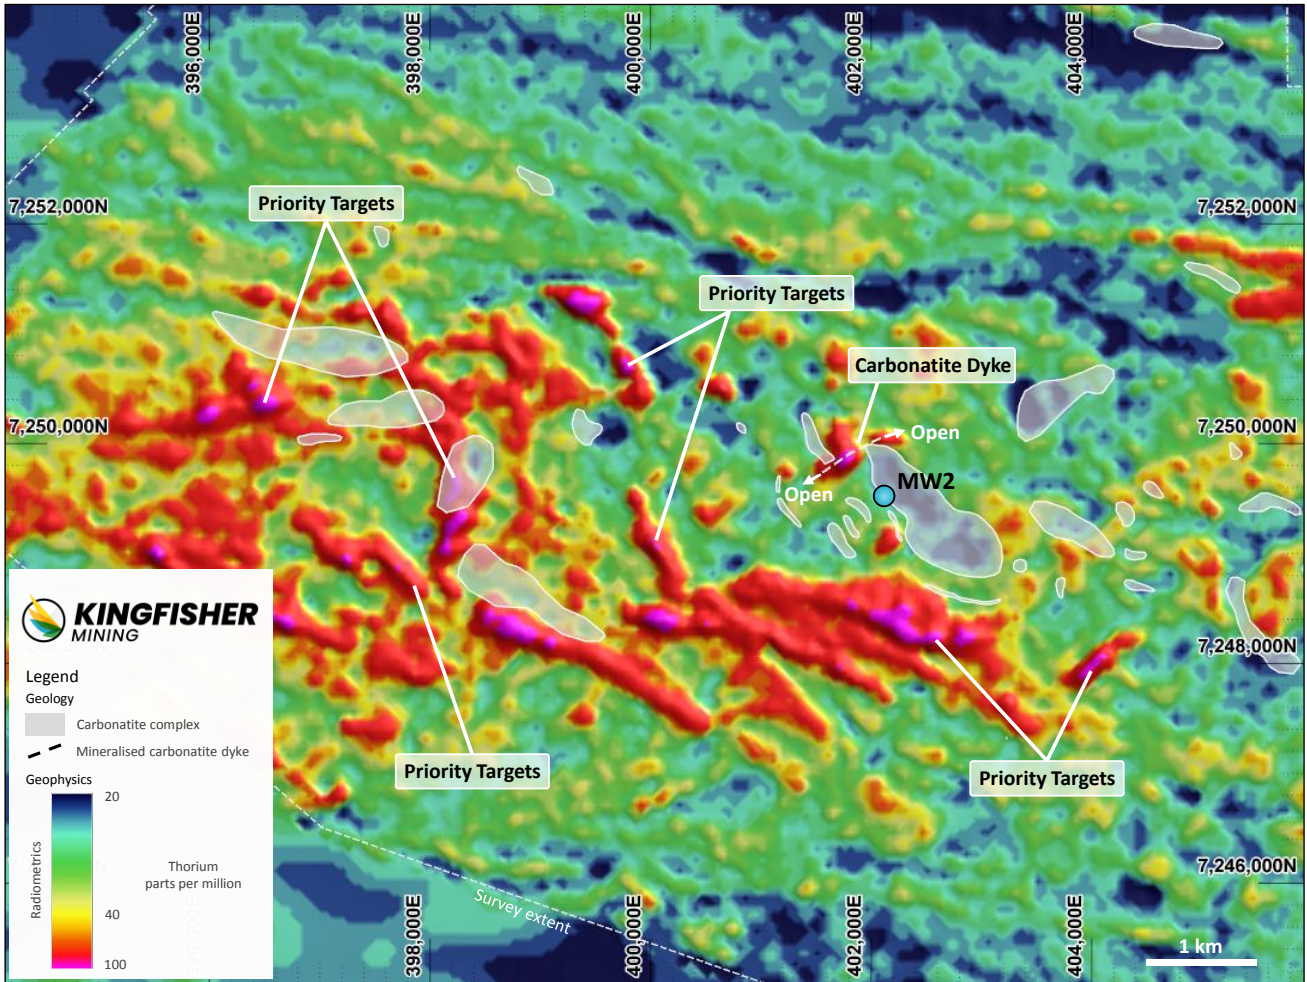 396,000E
398,000E
400,000E
402,000E
404,000E
7,252,000N
7,252,000N
Priority Targets
Priority Targets
Carbonatite Dyke
7,250,000N
7,250,000N
Open
Open
MW2
7,248,000N
Priority Targets
Priority Targets
7,246,000N
Survey extent
398,000E
400,000E
402,000E
404,000E
1 km
KINGFISHER
MINING
Legend
Geology
Carbonatite complex
Mineralised carbonatite dyke
Geophysics
Radiometrics
20
Thorium
parts per million
40
100